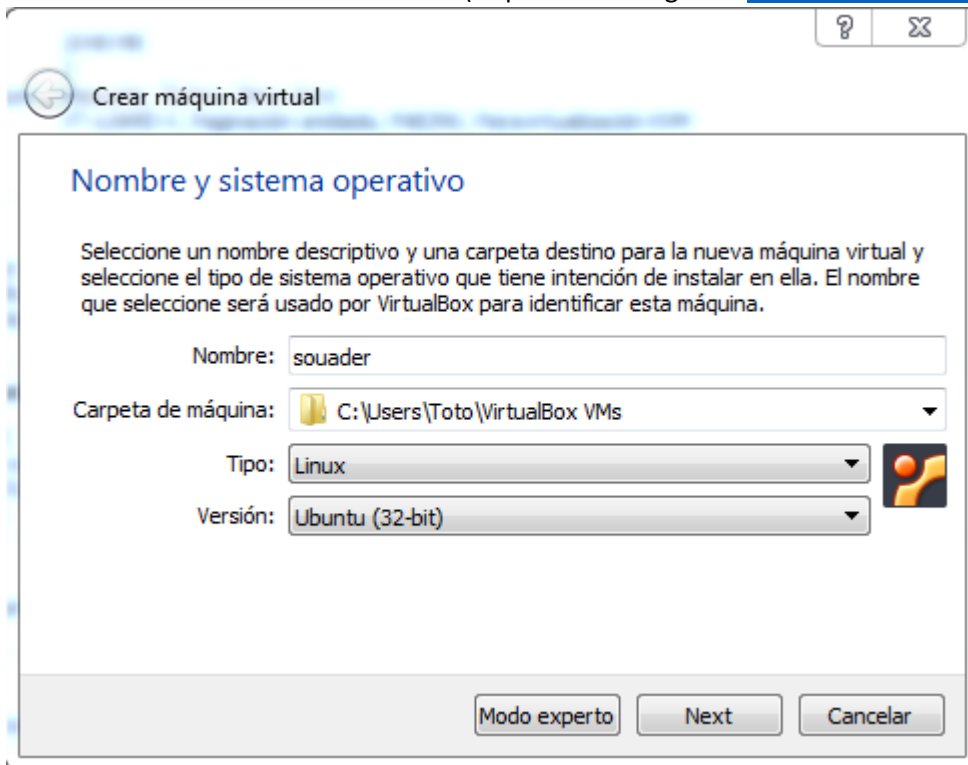 Crear máquina virtual
Nombre y sistema operativo
Seleccione un nombre descriptivo y una carpeta destino para la nueva máquina virtual y
seleccione el tipo de sistema operativo que tiene intención de instalar en ella. El nombre
que seleccione será usado por VirtualBox para identificar esta máquina.
Nombre: souader
Carpeta de máquina: C:\Users\Toto\VirtualBox VMs
Tipo: Linux
Versión: Ubuntu (32-bit)
Modo experto Next Cancelar